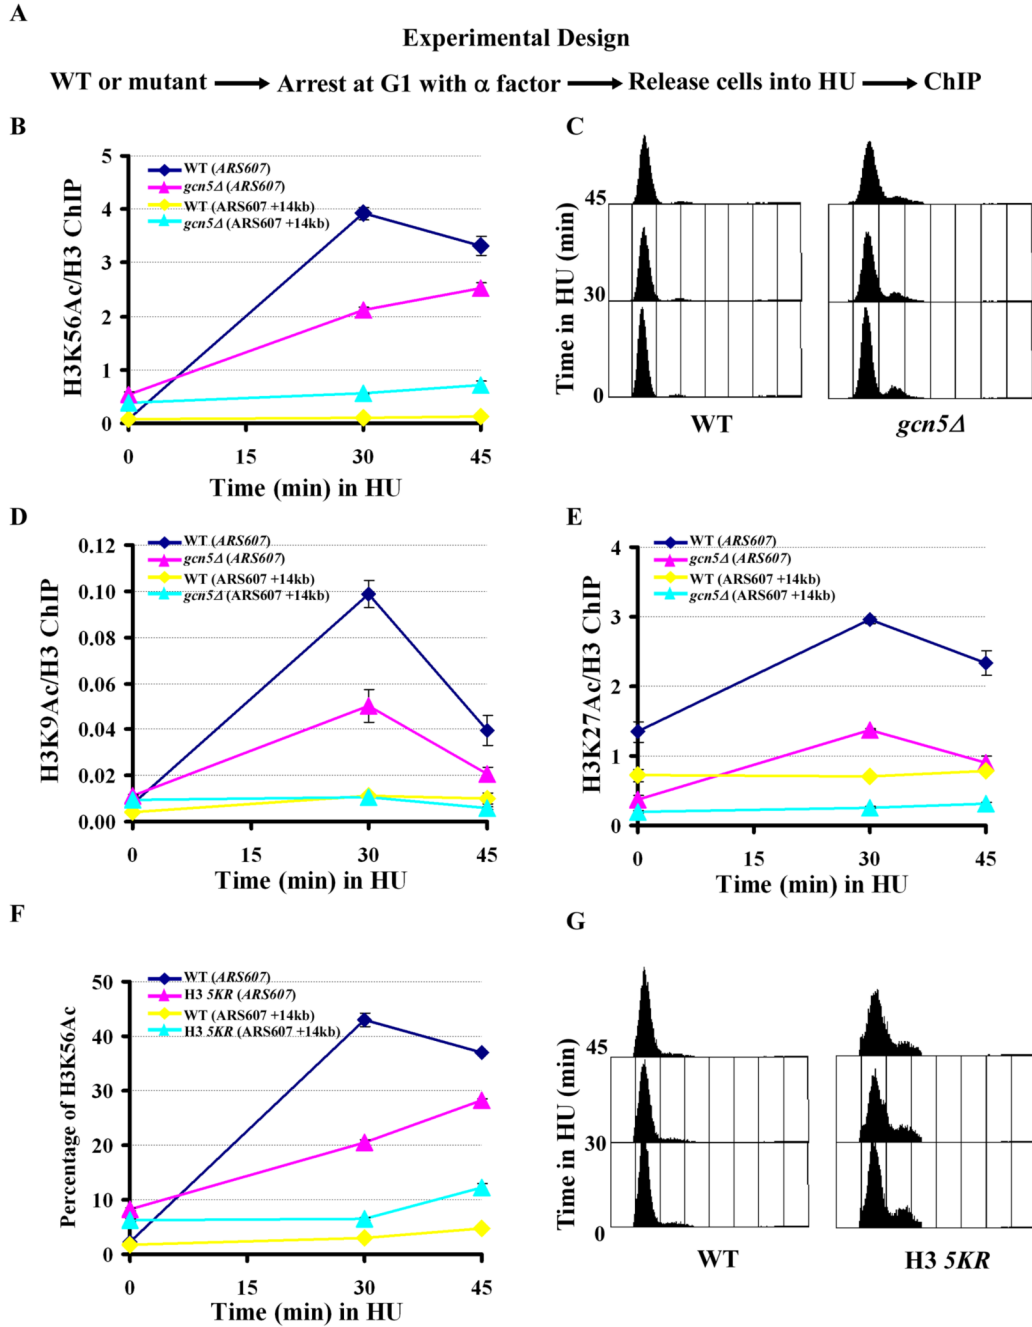 A
Experimental Design
WT or mutant Arrest at G1 with α factor Release cells into HU ChIP
B
5
4
3
2
1
0
H3K56Ac/H3 ChIP
WT (ARS607)
gcn5Δ (ARS607)
WT (ARS607 +14kb)
gcn5Δ (ARS607 +14kb)
0 15 30 45
Time (min) in HU
C
45
30
0
Time in HU (min)
WT gcn5Δ
D
0.12
0.10
0.08
0.06
0.04
0.02
0.00
H3K9Ac/H3 ChIP
WT (ARS607)
gcn5Δ (ARS607)
WT (ARS607 +14kb)
gcn5Δ (ARS607 +14kb)
0 15 30 45
Time (min) in HU
E
4
3
2
1
0
H3K27Ac/H3 ChIP
WT (ARS607)
gcn5Δ (ARS607)
WT (ARS607 +14kb)
gcn5Δ (ARS607 +14kb)
0 15 30 45
Time (min) in HU
F
50
40
30
20
10
0
Percentage of H3K56Ac
WT (ARS607)
H3 5KR (ARS607)
WT (ARS607 +14kb)
H3 5KR (ARS607 +14kb)
0 15 30 45
Time (min) in HU
G
45
30
0
Time in HU (min)
WT H3 5KR